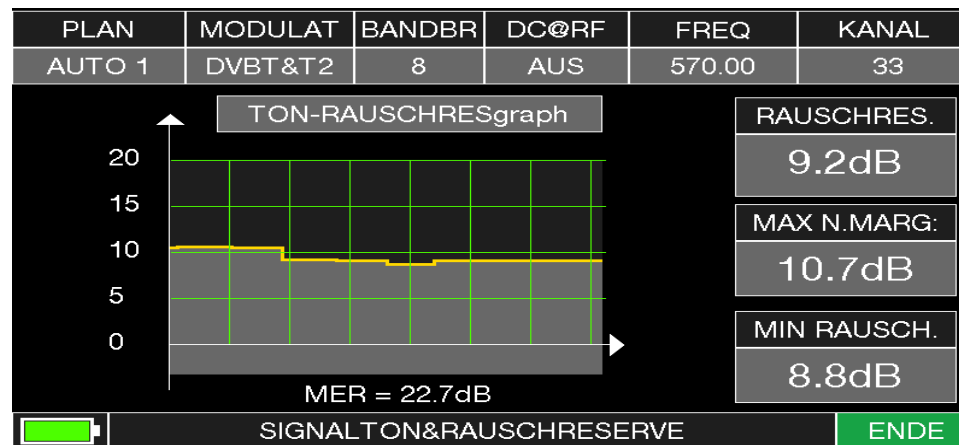 PLAN MODULAT BANDBR DC@RF FREQ KANAL
AUTO 1 DVBT&T2 8 AUS 570.00 33
TON-RAUSCHRESgraph
20
15
10
5
0
MER = 22.7dB
RAUSCHRES.
9.2dB
MAX N.MARG:
10.7dB
MIN RAUSCH.
8.8dB
SIGNALTON&RAUSCHRESERVE ENDE